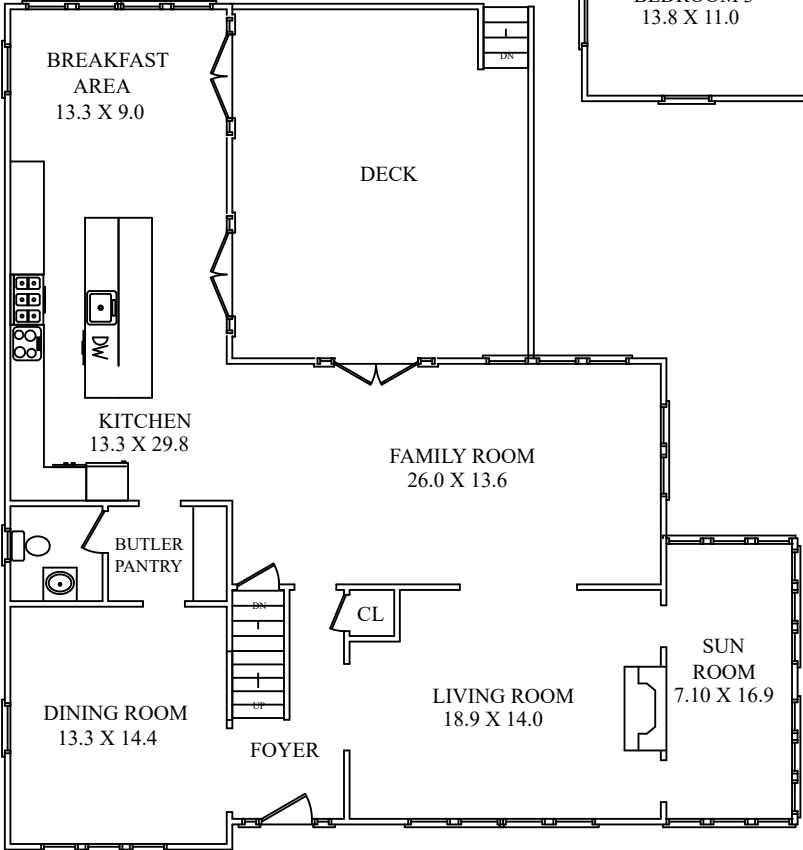 BEDROOM 3
13.8 X 11.0
BREAKFAST
AREA
13.3 X 9.0
DN
DECK
DW
KITCHEN
13.3 X 29.8
FAMILY ROOM
26.0 X 13.6
BUTLER
PANTRY
DN
CL
UP
SUN
ROOM
7.10 X 16.9
LIVING ROOM
18.9 X 14.0
DINING ROOM
13.3 X 14.4
FOYER